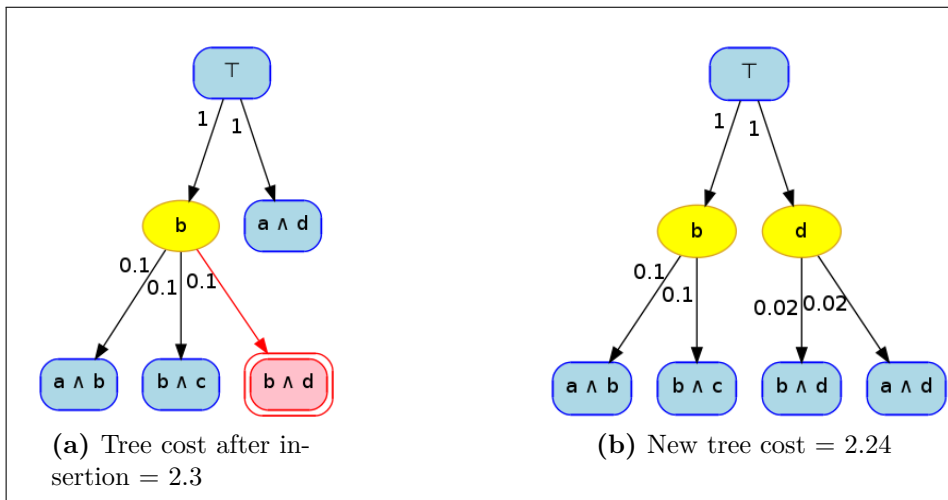 ⊤
1 1
b
a ∧ d
0.1 0.1 0.1
a ∧ b
b ∧ c
b ∧ d
(a) Tree cost after in-
sertion = 2.3
⊤
1 1
b
d
0.1 0.1 0.02 0.02
a ∧ b
b ∧ c
b ∧ d
a ∧ d
(b) New tree cost = 2.24